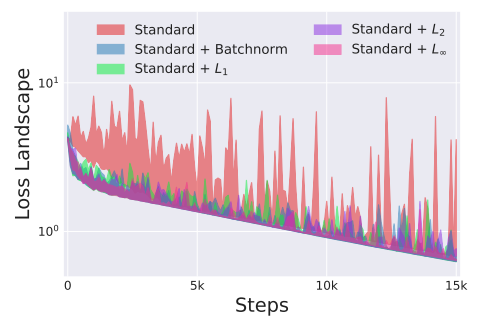 Standard
Standard + Batchnorm
Standard + L₁
Standard + L₂
Standard + L∞
10¹
10⁰
Loss Landscape
0 5k 10k 15k
Steps